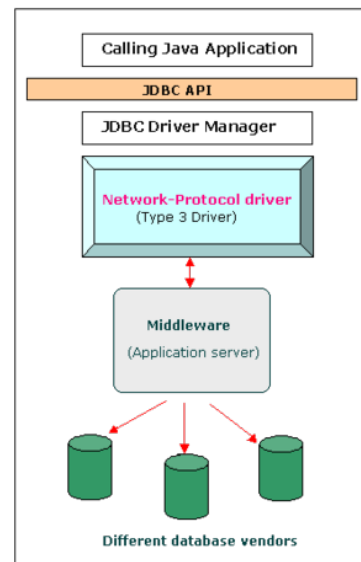 Calling Java Application
JDBC API
JDBC Driver Manager
Network-Protocol driver
(Type 3 Driver)
Middleware
(Application server)
Different database vendors